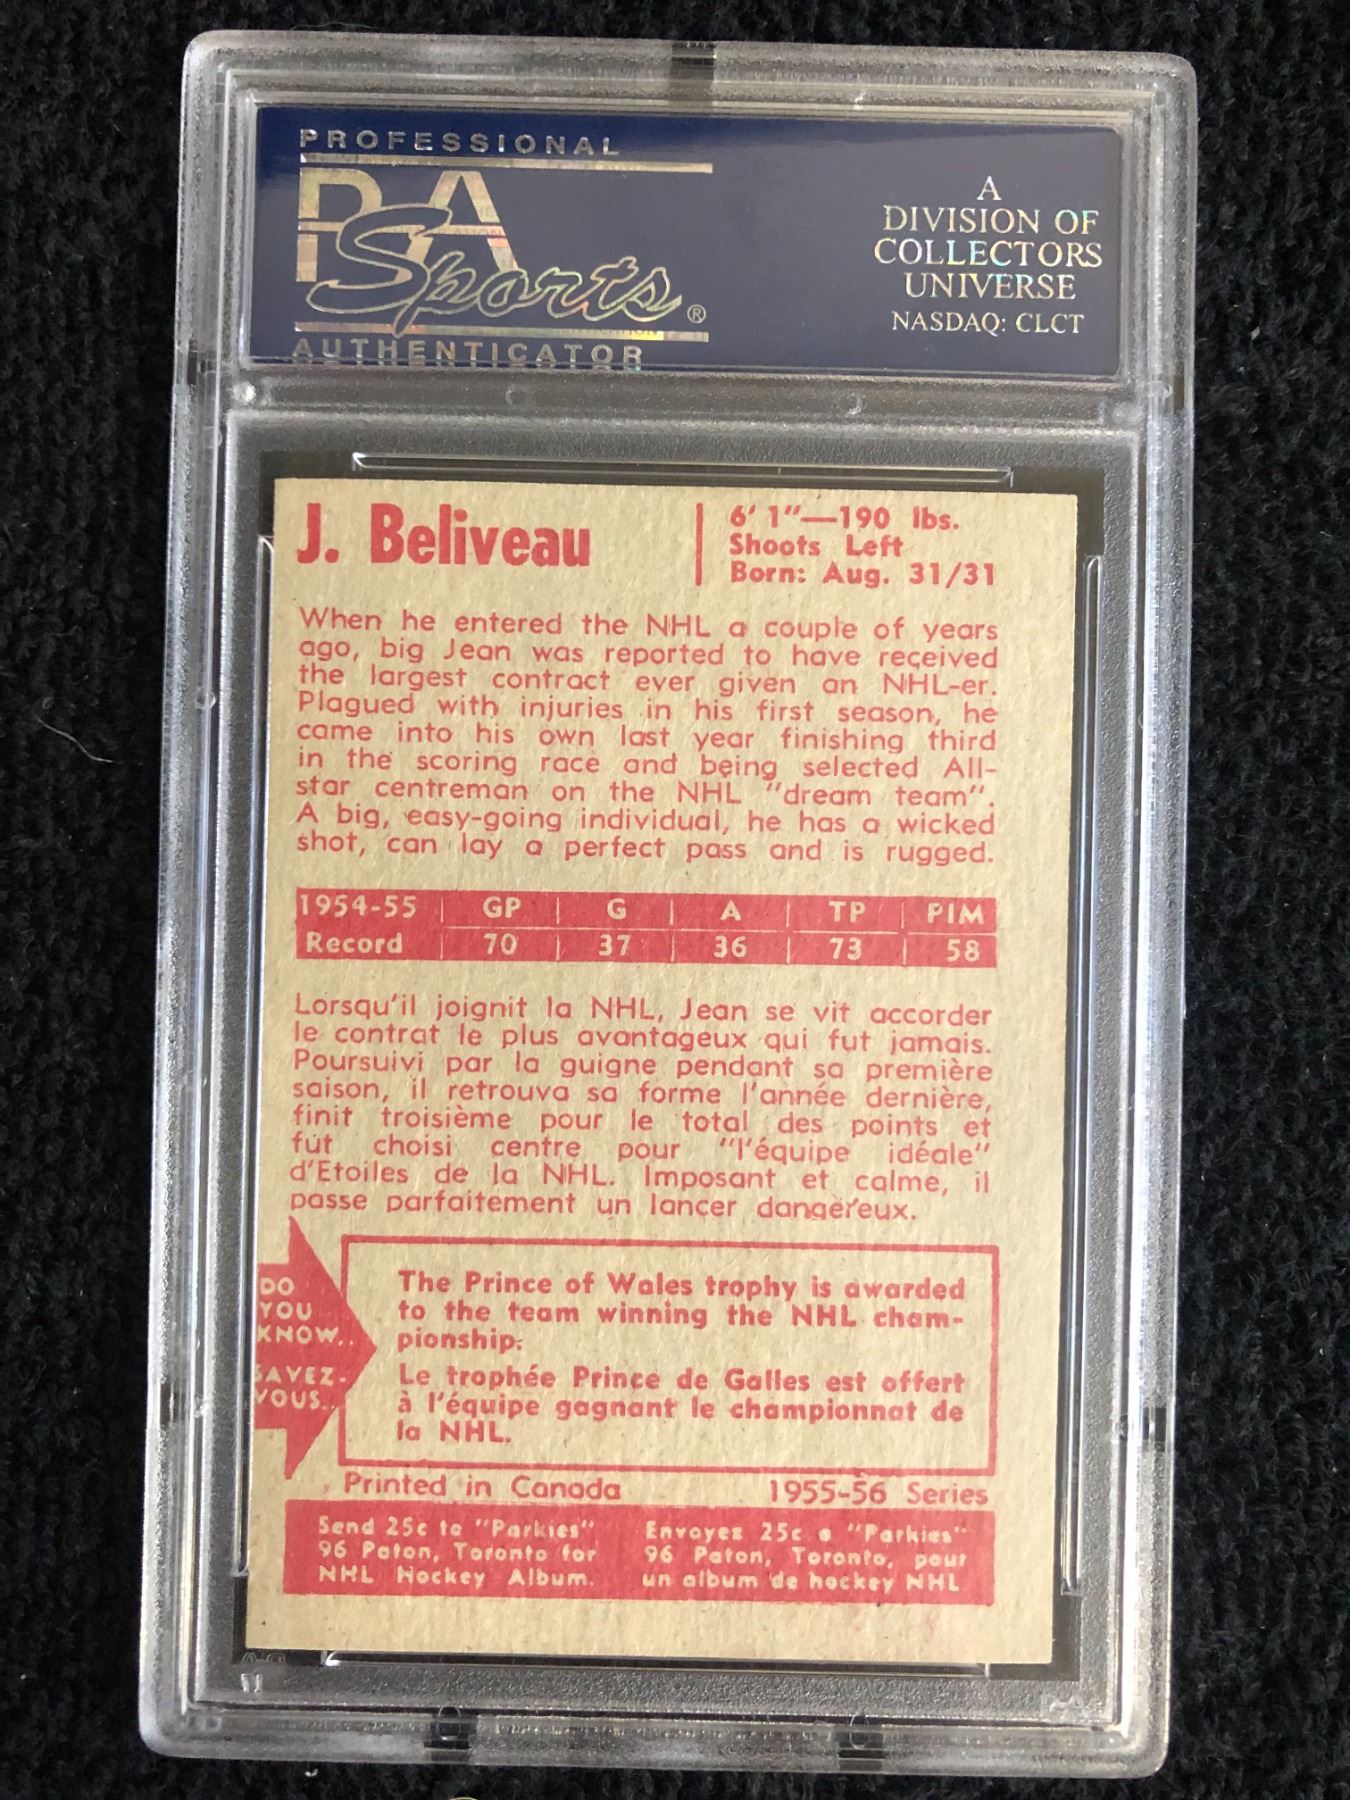 PROFESSIONAL
PSA
Sports®
AUTHENTICATOR
A
DIVISION OF
COLLECTORS
UNIVERSE
NASDAQ: CLCT
J. Beliveau
6' 1"—190 lbs.
Shoots Left
Born: Aug. 31/31
When he entered the NHL a couple of years
ago, big Jean was reported to have received
the largest contract ever given an NHL-er.
Plagued with injuries in his first season, he
came into his own last year finishing third
in the scoring race and being selected All-
star centreman on the NHL "dream team".
A big, easy-going individual, he has a wicked
shot, can lay a perfect pass and is rugged.
1954-55 GP G A TP PIM
Record 70 37 36 73 58
Lorsqu'il joignit la NHL, Jean se vit accorder
le contrat le plus avantageux qui fut jamais.
Poursuivi par la guigne pendant sa première
saison, il retrouva sa forme l'année dernière,
finit troisième pour le total des points et
fût choisi centre pour "l'équipe idéale"
d'Etoiles de la NHL. Imposant et calme, il
passe parfaitement un lancer dangereux.
DO
YOU
KNOW..
SAVEZ-
VOUS..
The Prince of Wales trophy is awarded
to the team winning the NHL cham-
pionship.
Le trophée Prince de Galles est offert
à l'équipe gagnant le championnat de
la NHL.
Printed in Canada 1955-56 Series
Send 25c to "Parkies"
96 Paton, Toronto for
NHL Hockey Album.
Envoyez 25c a "Parkies"
96 Paton, Toronto, pour
un album de hockey NHL